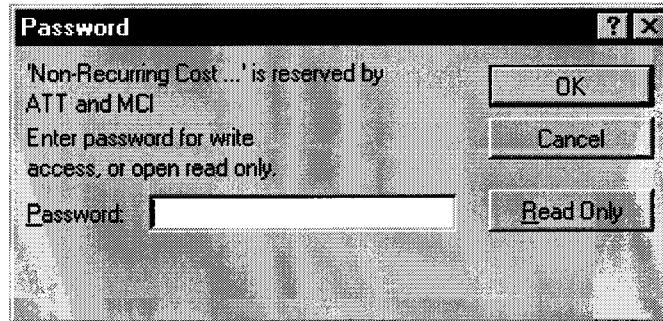 Password
? X
'Non-Recurring Cost ...' is reserved by
ATT and MCI
Enter password for write
access, or open read only.
Password:
OK
Cancel
Read Only